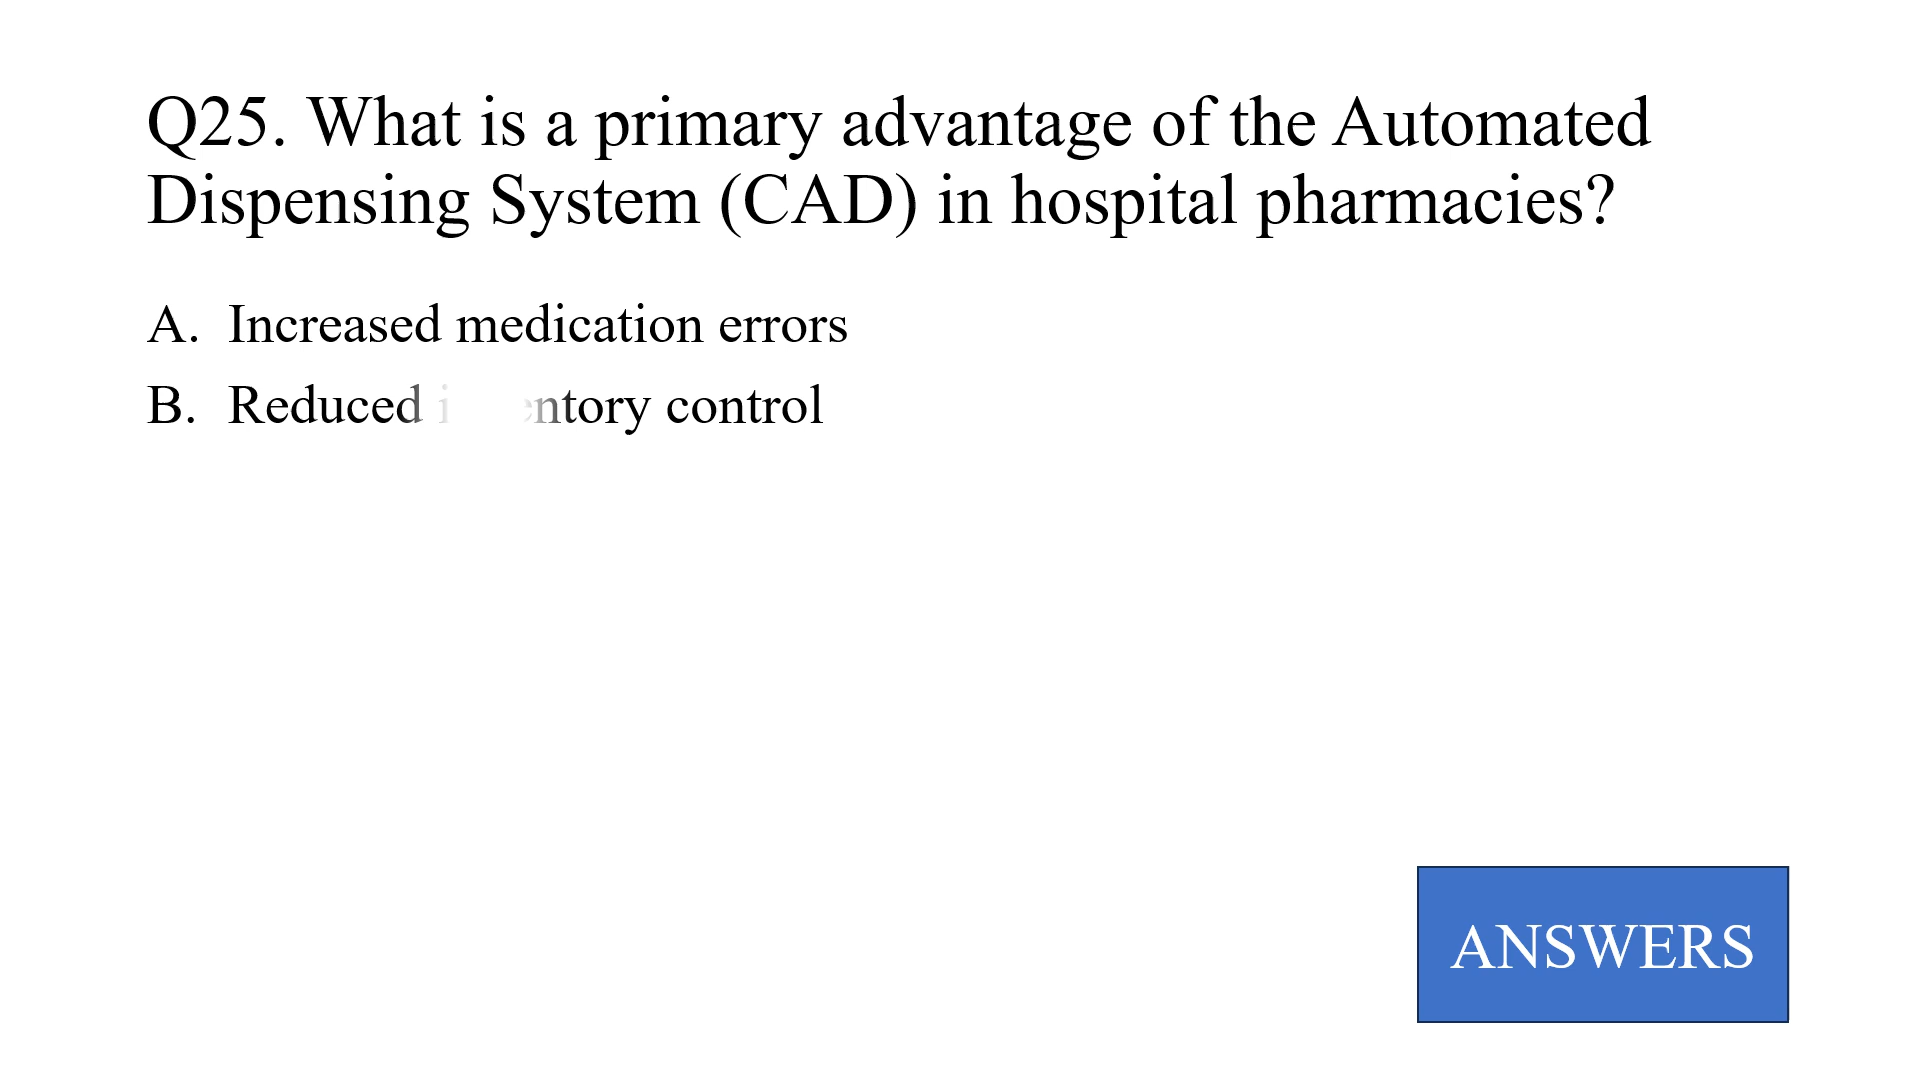 Q25. What is a primary advantage of the Automated
Dispensing System (CAD) in hospital pharmacies?
A. Increased medication errors
B. Reduced control
ANSWERS